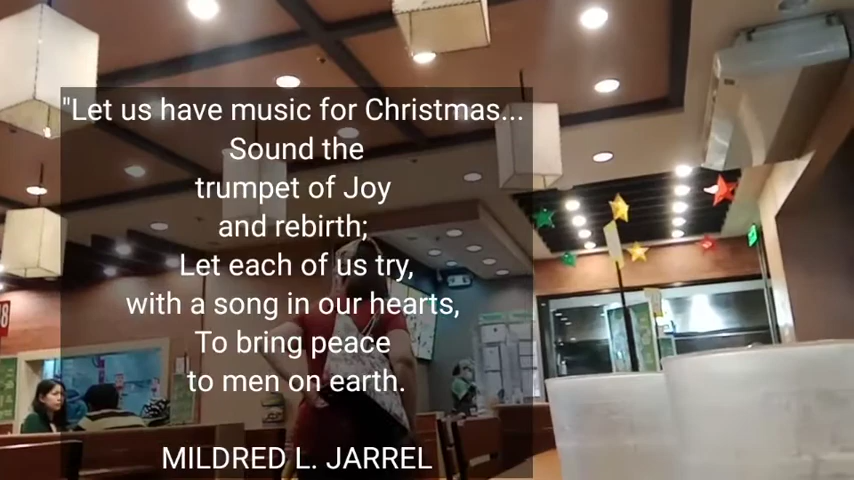 "Let us have music for Christmas...
Sound the
trumpet of Joy
and rebirth;
Let each of us try,
with a song in our hearts,
To bring peace
to men on earth.
MILDRED L. JARREL
8